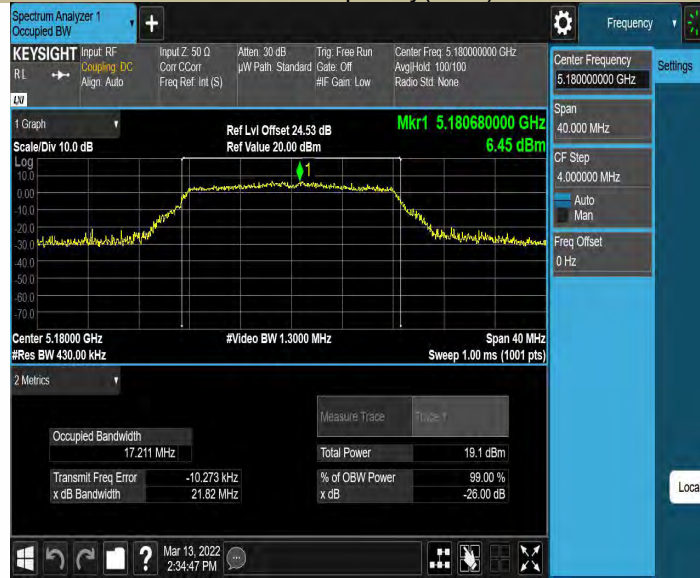 Spectrum Analyzer 1
Occupied BW
Frequency
KEYSIGHT
RL
LXI
Input: RF
Coupling: DC
Align: Auto
Input Z: 50 Ω
Corr CCorr
Freq Ref: Int (S)
Atten: 30 dB
µW Path: Standard
Trig: Free Run
Gate: Off
#IF Gain: Low
Center Freq: 5.180000000 GHz
Avg|Hold: 100/100
Radio Std: None
Center Frequency
5.180000000 GHz
Settings
Span
40.000 MHz
CF Step
4.000000 MHz
Auto
Man
Freq Offset
0 Hz
Local
1 Graph
Scale/Div 10.0 dB
Ref Lvl Offset 24.53 dB
Ref Value 20.00 dBm
Mkr1 5.180680000 GHz
6.45 dBm
Log
10.0
0.00
-10.0
-20.0
-30.0
-40.0
-50.0
-60.0
-70.0
1
Center 5.18000 GHz
#Res BW 430.00 kHz
#Video BW 1.3000 MHz
Span 40 MHz
Sweep 1.00 ms (1001 pts)
2 Metrics
Measure Trace
Trace 1
Occupied Bandwidth
17.211 MHz
Total Power 19.1 dBm
Transmit Freq Error -10.273 kHz
% of OBW Power 99.00 %
x dB Bandwidth 21.82 MHz
x dB -26.00 dB
?
Mar 13, 2022
2:34:47 PM